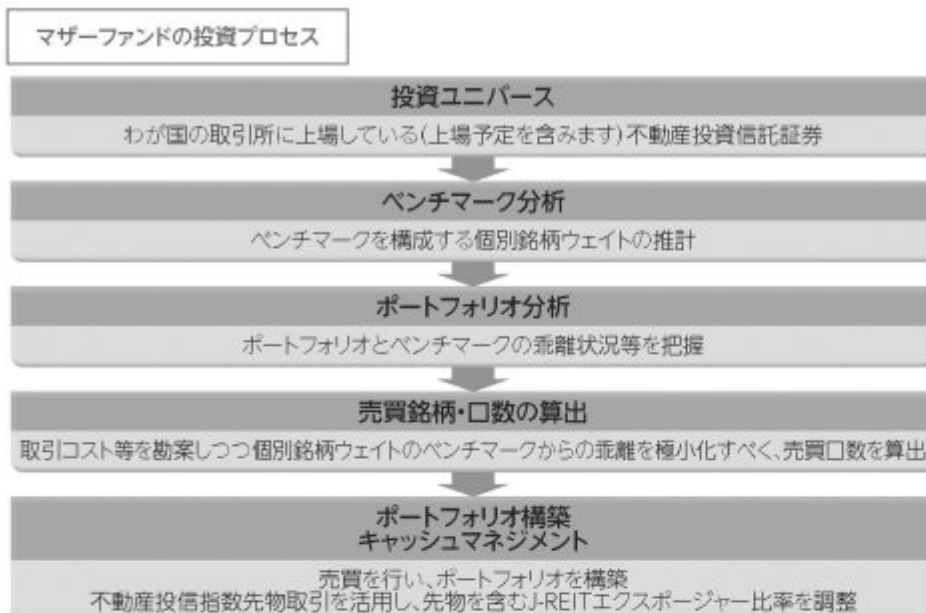 マザーファンドの投資プロセス
投資ユニバース
わが国の取引所に上場している(上場予定を含みます)不動産投資信託証券
ベンチマーク分析
ベンチマークを構成する個別銘柄ウェイトの推計
ポートフォリオ分析
ポートフォリオとベンチマークの乖離状況等を把握
売買銘柄・口数の算出
取引コスト等を勘案しつつ個別銘柄ウェイトのベンチマークからの乖離を極小化すべく、売買口数を算出
ポートフォリオ構築
キャッシュマネジメント
売買を行い、ポートフォリオを構築
不動産投信指数先物取引を活用し、先物を含むJ-REITエクスポージャー比率を調整